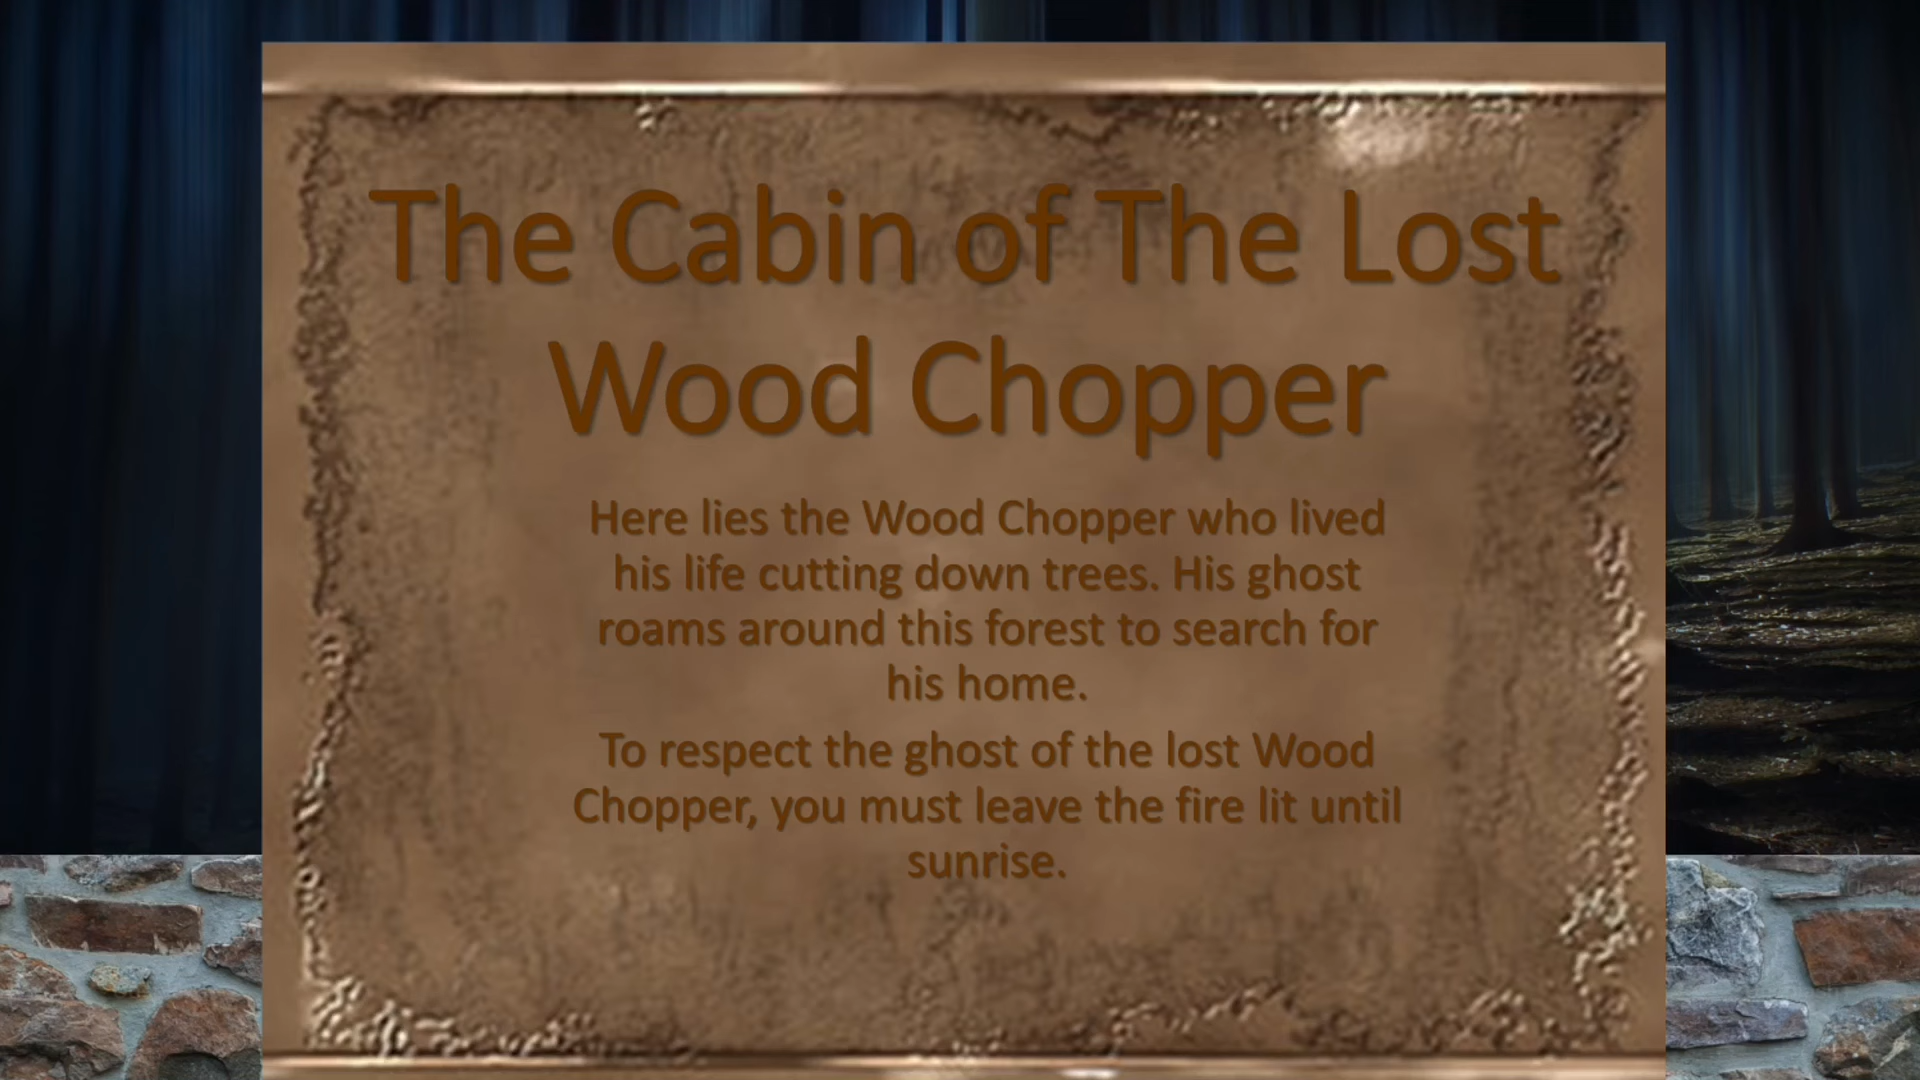 The Cabin of The Lost
Wood Chopper
Here lies the Wood Chopper who lived
his life cutting down trees. His ghost
roams around this forest to search for
his home.
To respect the ghost of the lost Wood
Chopper, you must leave the fire lit until
sunrise.